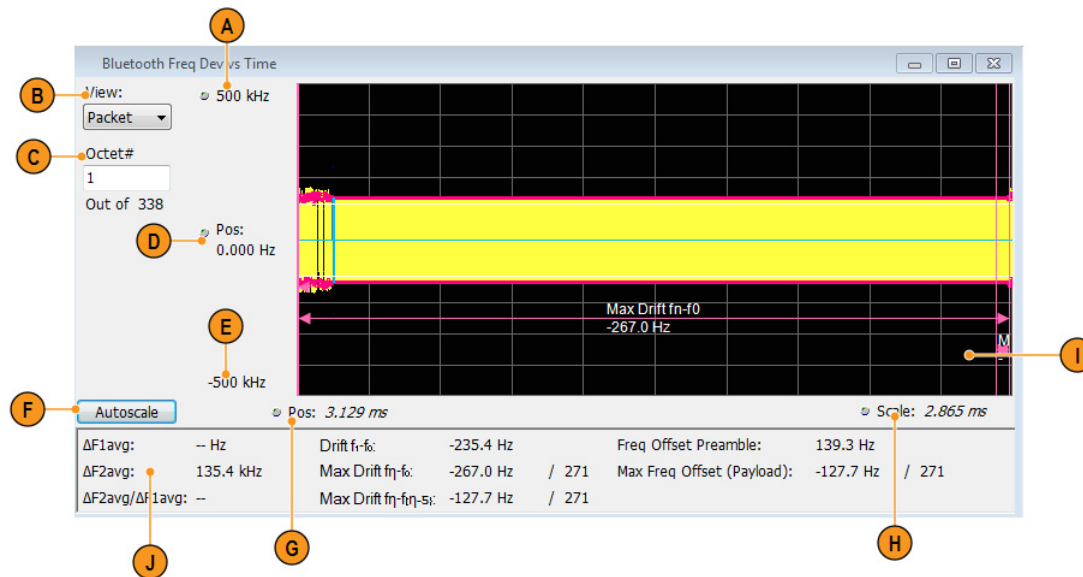 A
Bluetooth Freq Dev vs Time
B
View:
500 kHz
Packet
C
Octet#
1
Out of 338
D
Pos:
0.000 Hz
E
-500 kHz
Max Drift fn-f0
-267.0 Hz
M
I
F
Autoscale
Pos: 3.129 ms
Scale: 2.865 ms
ΔF1avg: -- Hz
Drift f₁-f₀: -235.4 Hz
Freq Offset Preamble: 139.3 Hz
ΔF2avg: 135.4 kHz
Max Drift fη-f₀: -267.0 Hz / 271
Max Freq Offset (Payload): -127.7 Hz / 271
ΔF2avg/ΔF1avg: --
Max Drift fη-f(η-5): -127.7 Hz / 271
J
G
H